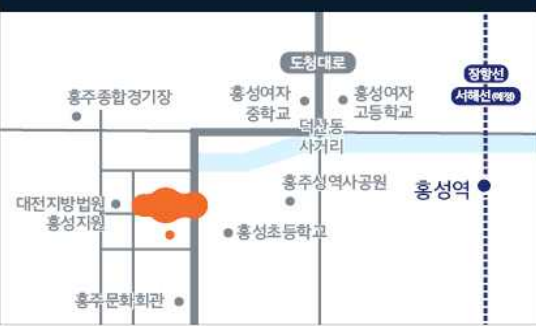 도청대로
장항선
서해선(예정)
홍주종합경기장
홍성여자
중학교
홍성여자
고등학교
덕산동
사거리
홍주성역사공원
홍성역
대전지방법원
홍성지원
홍성초등학교
홍주문화회관